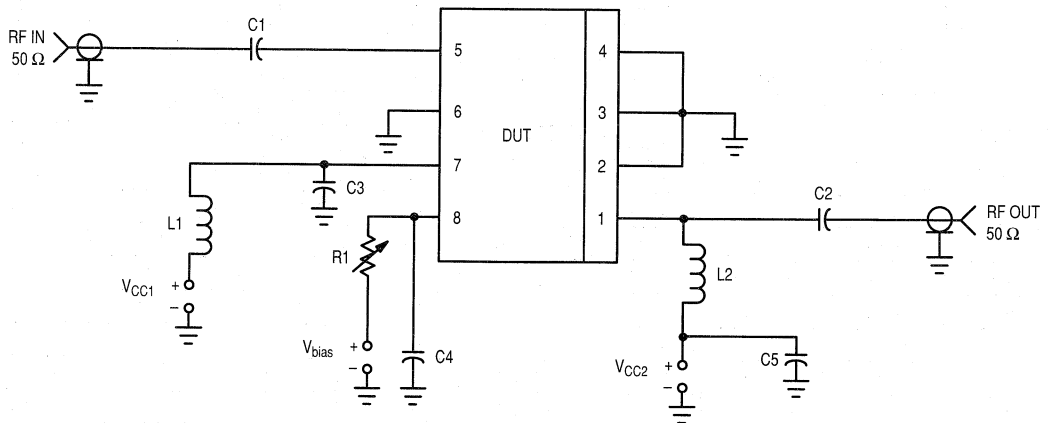 C1
RF IN
50 Ω
5
4
6
3
DUT
7
2
C3
8
1
C2
L1
R1
RF OUT
50 Ω
VCC1
+
−
L2
Vbias
+
−
C4
VCC2
+
−
C5